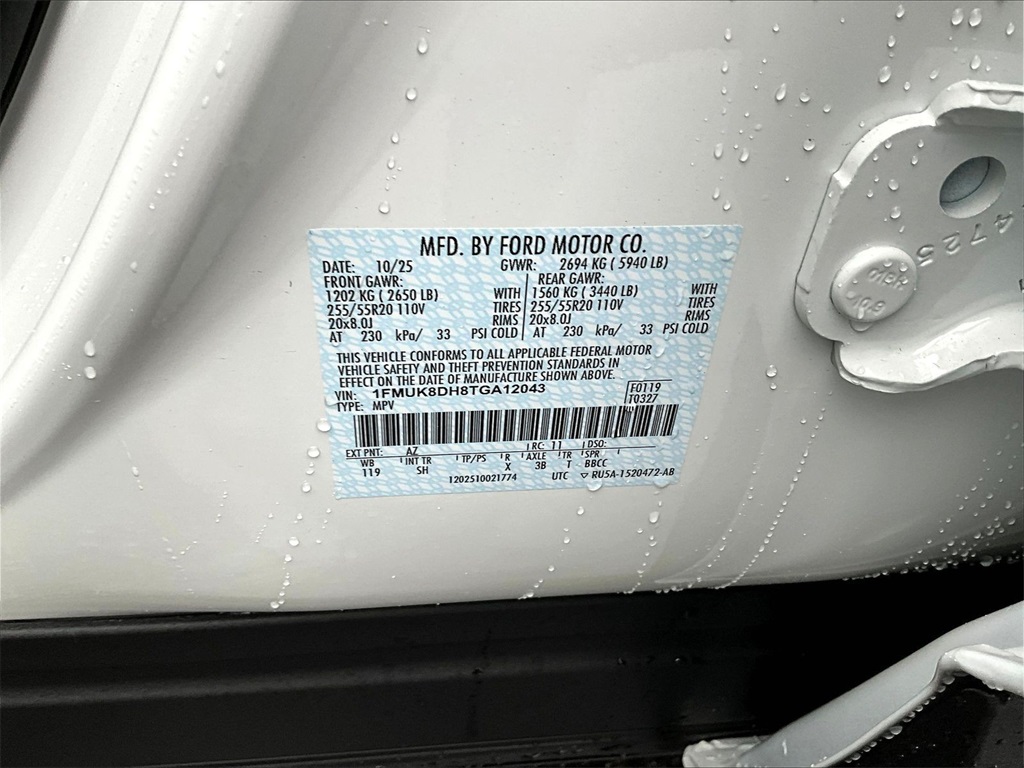 MFD. BY FORD MOTOR CO.
DATE: 10/25 GVWR: 2694 KG ( 5940 LB)
FRONT GAWR: REAR GAWR:
1202 KG ( 2650 LB) WITH 1560 KG ( 3440 LB) WITH
255/55R20 110V TIRES 255/55R20 110V TIRES
20x8.0J RIMS 20x8.0J RIMS
AT 230 kPa/ 33 PSI COLD AT 230 kPa/ 33 PSI COLD
THIS VEHICLE CONFORMS TO ALL APPLICABLE FEDERAL MOTOR
VEHICLE SAFETY AND THEFT PREVENTION STANDARDS IN
EFFECT ON THE DATE OF MANUFACTURE SHOWN ABOVE.
VIN: 1FMUK8DH8TGA12043 F0119
TYPE: MPV T0327
EXT PNT: AZ RC: 11 DSO:
WB INT TR TP/PS R AXLE TR SPR
119 SH X 3B T BBCC
1202510021774 UTC ▽ RU5A-1520472-AB
4725